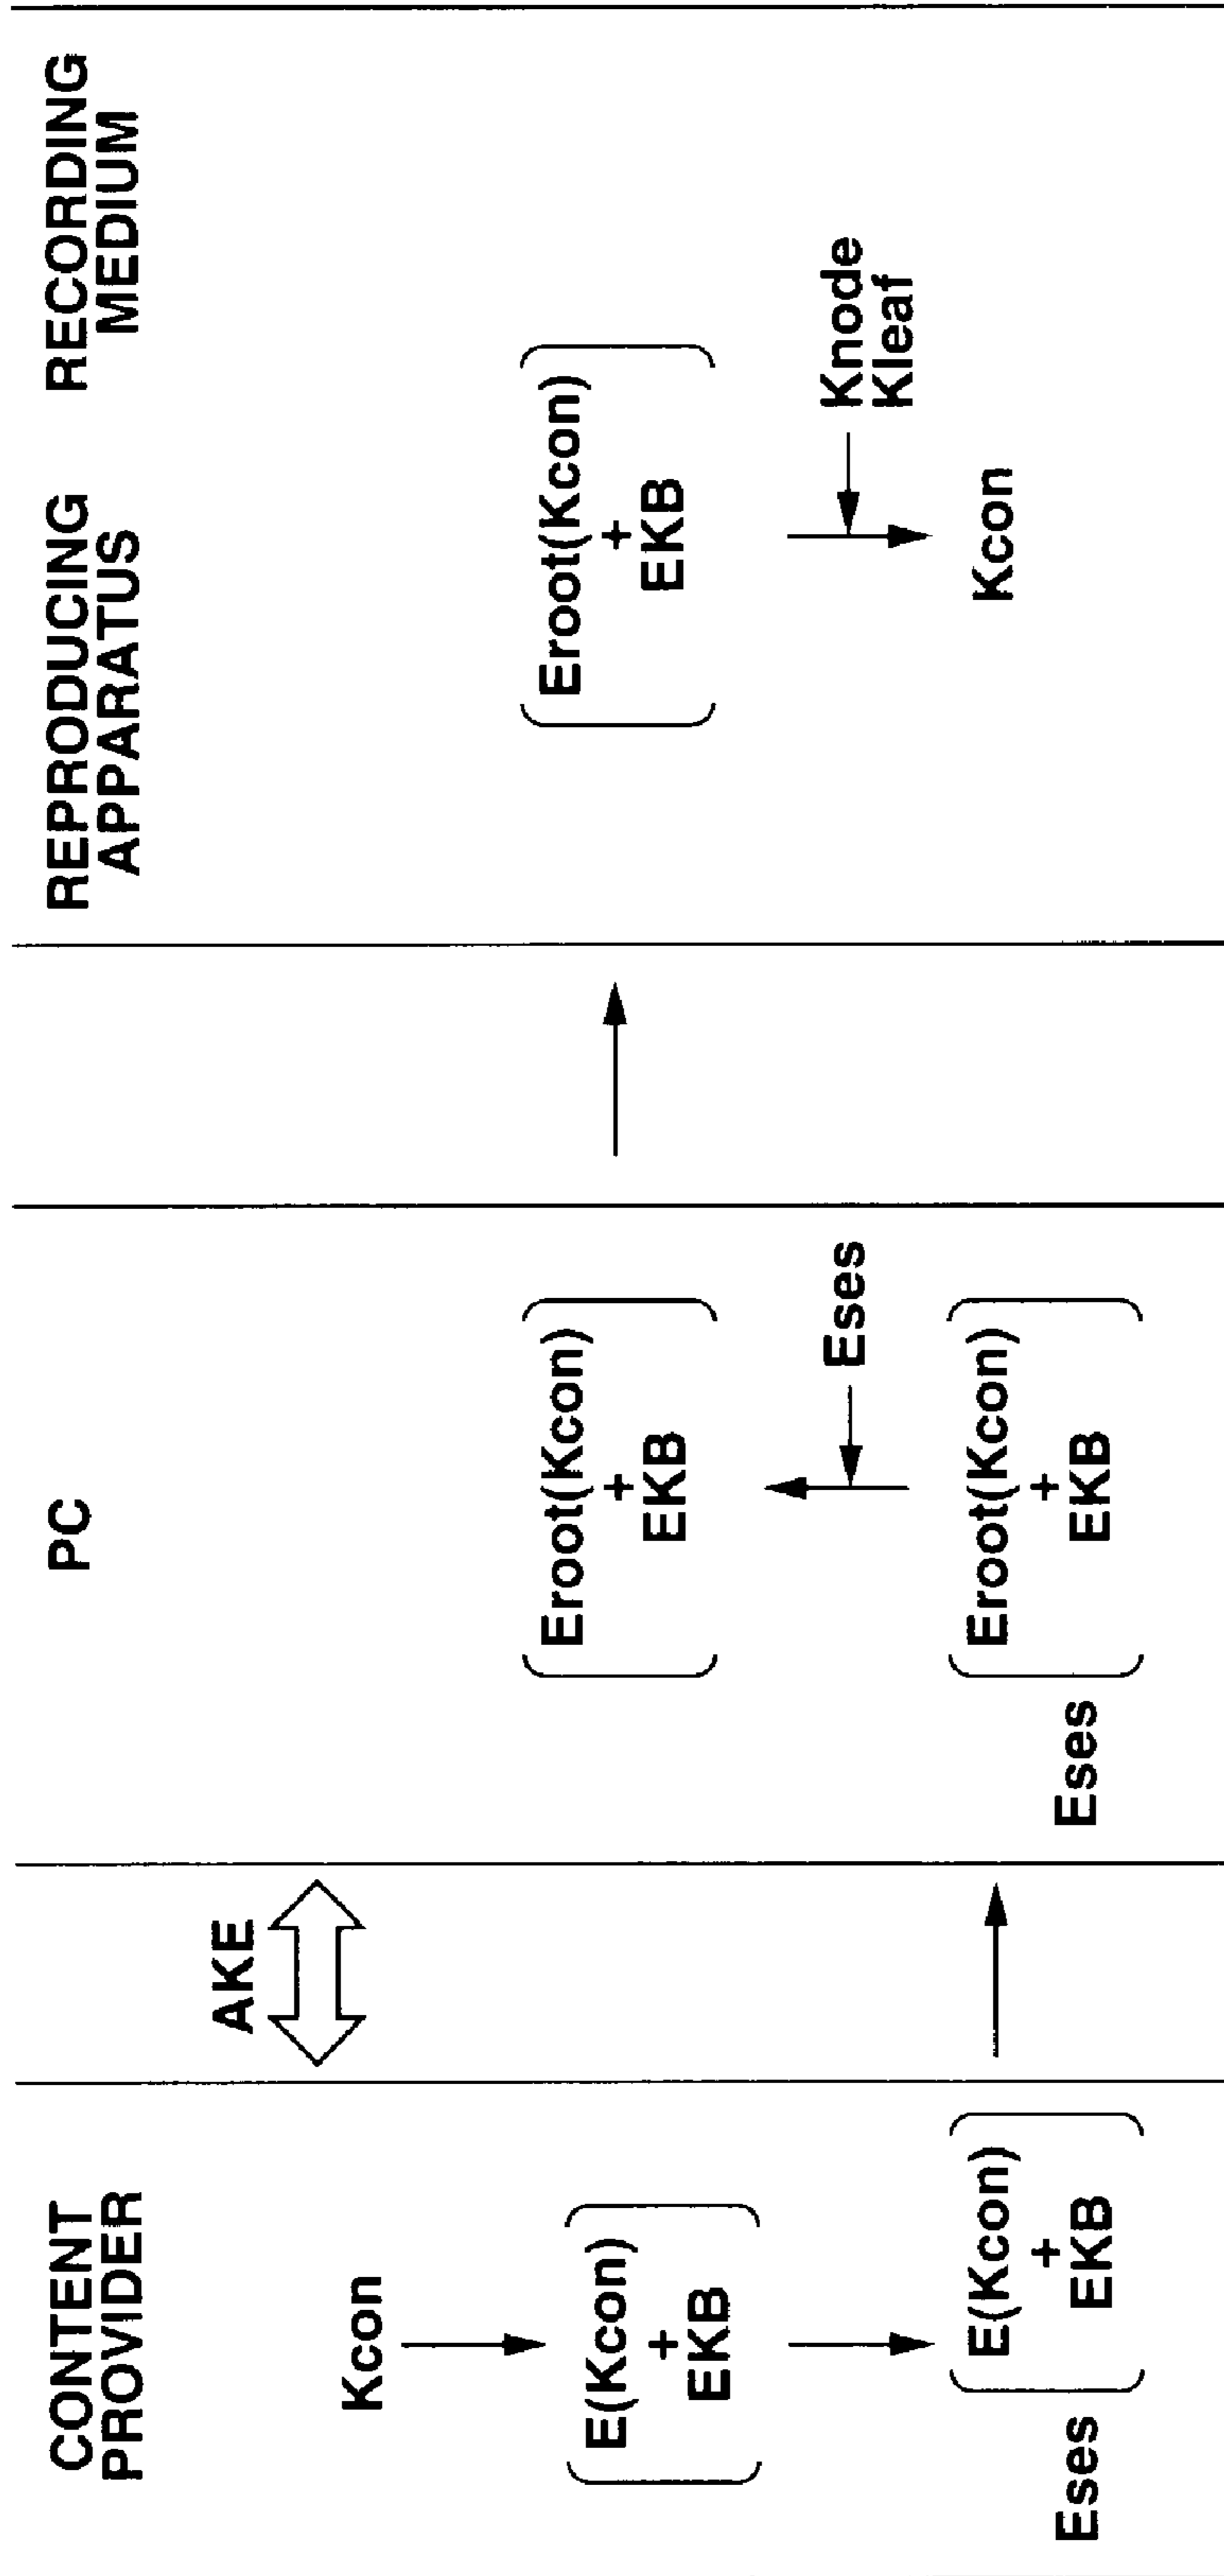 CONTENT
PROVIDER
Kcon
E(Kcon)
+
EKB
Eses
E(Kcon)
+
EKB
AKE
PC
Eroot(Kcon)
+
EKB
Eses
Eses
Eroot(Kcon)
+
EKB
REPRODUCING
APPARATUS
RECORDING
MEDIUM
Eroot(Kcon)
+
EKB
Knode
Kleaf
Kcon